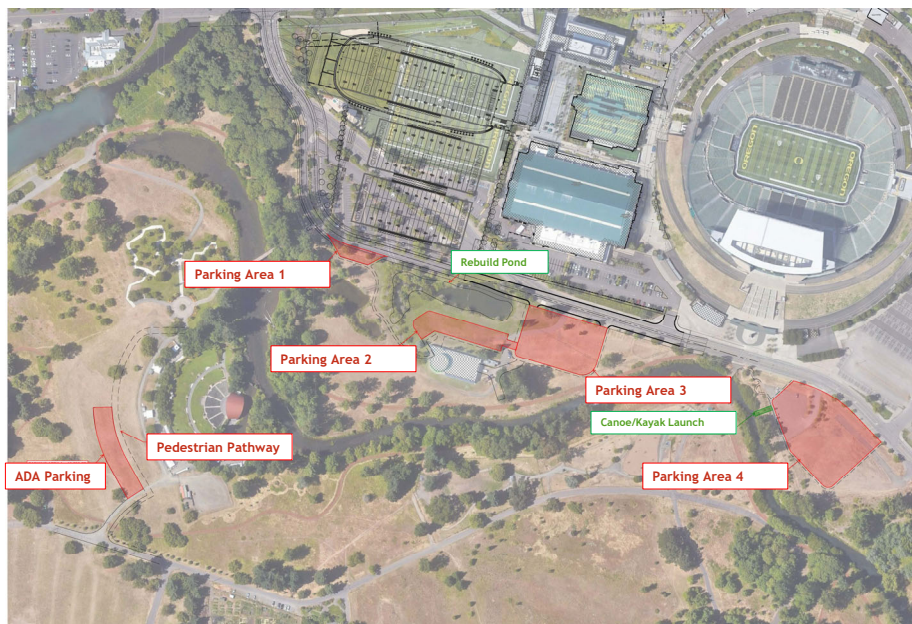 OREGON
Parking Area 1
Rebuild Pond
Parking Area 2
Parking Area 3
Canoe/Kayak Launch
Pedestrian Pathway
ADA Parking
Parking Area 4